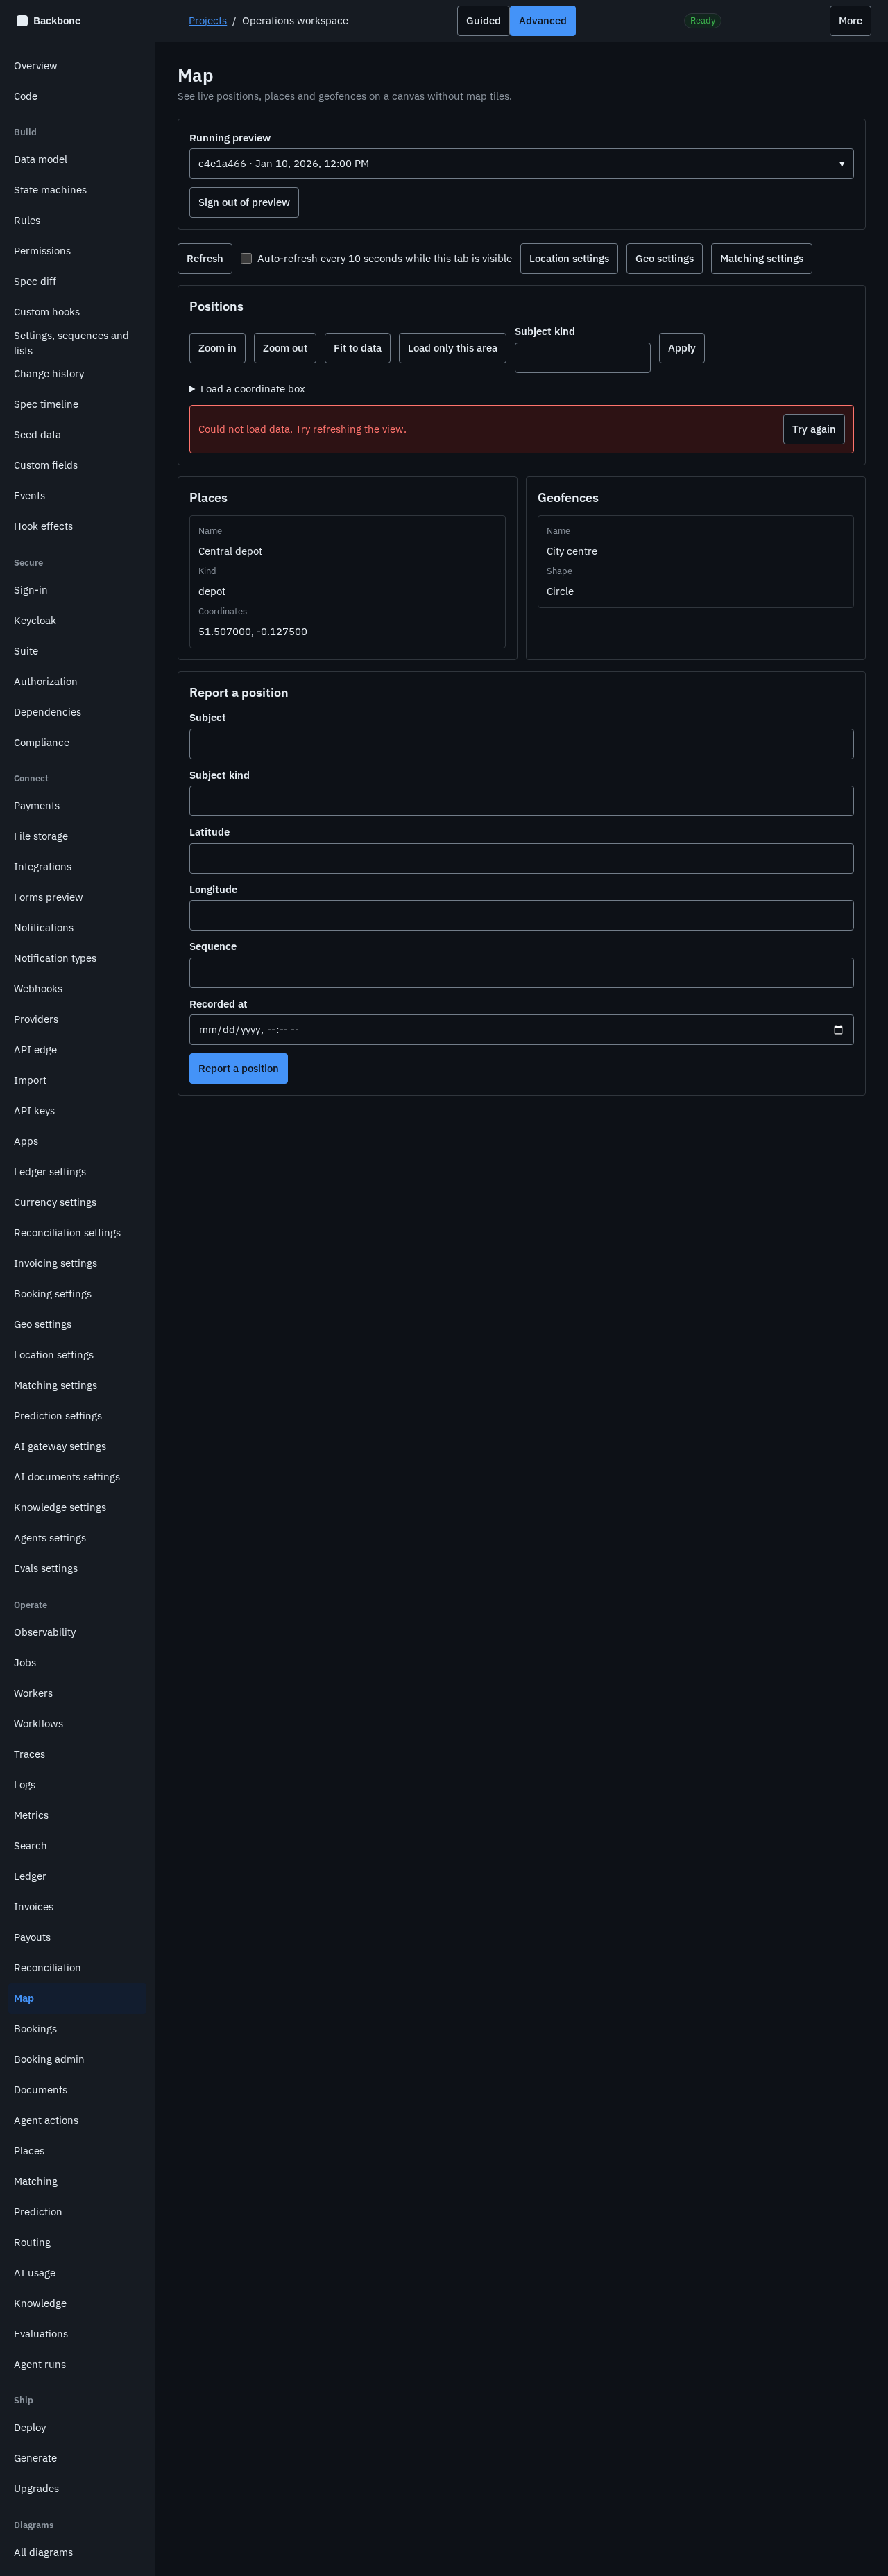 Backbone
Projects / Operations workspace
Guided
Advanced
Ready
More
Overview
Code
Build
Data model
State machines
Rules
Permissions
Spec diff
Custom hooks
Settings, sequences and
lists
Change history
Spec timeline
Seed data
Custom fields
Events
Hook effects
Secure
Sign-in
Keycloak
Suite
Authorization
Dependencies
Compliance
Connect
Payments
File storage
Integrations
Forms preview
Notifications
Notification types
Webhooks
Providers
API edge
Import
API keys
Apps
Ledger settings
Currency settings
Reconciliation settings
Invoicing settings
Booking settings
Geo settings
Location settings
Matching settings
Prediction settings
AI gateway settings
AI documents settings
Knowledge settings
Agents settings
Evals settings
Operate
Observability
Jobs
Workers
Workflows
Traces
Logs
Metrics
Search
Ledger
Invoices
Payouts
Reconciliation
Map
Bookings
Booking admin
Documents
Agent actions
Places
Matching
Prediction
Routing
AI usage
Knowledge
Evaluations
Agent runs
Ship
Deploy
Generate
Upgrades
Diagrams
All diagrams
Map
See live positions, places and geofences on a canvas without map tiles.
Running preview
c4e1a466 · Jan 10, 2026, 12:00 PM
Sign out of preview
Refresh
Auto-refresh every 10 seconds while this tab is visible
Location settings
Geo settings
Matching settings
Positions
Zoom in
Zoom out
Fit to data
Load only this area
Subject kind
Apply
Load a coordinate box
Could not load data. Try refreshing the view.
Try again
Places
Name
Central depot
Kind
depot
Coordinates
51.507000, -0.127500
Geofences
Name
City centre
Shape
Circle
Report a position
Subject
Subject kind
Latitude
Longitude
Sequence
Recorded at
mm/dd/yyyy, --:-- --
Report a position